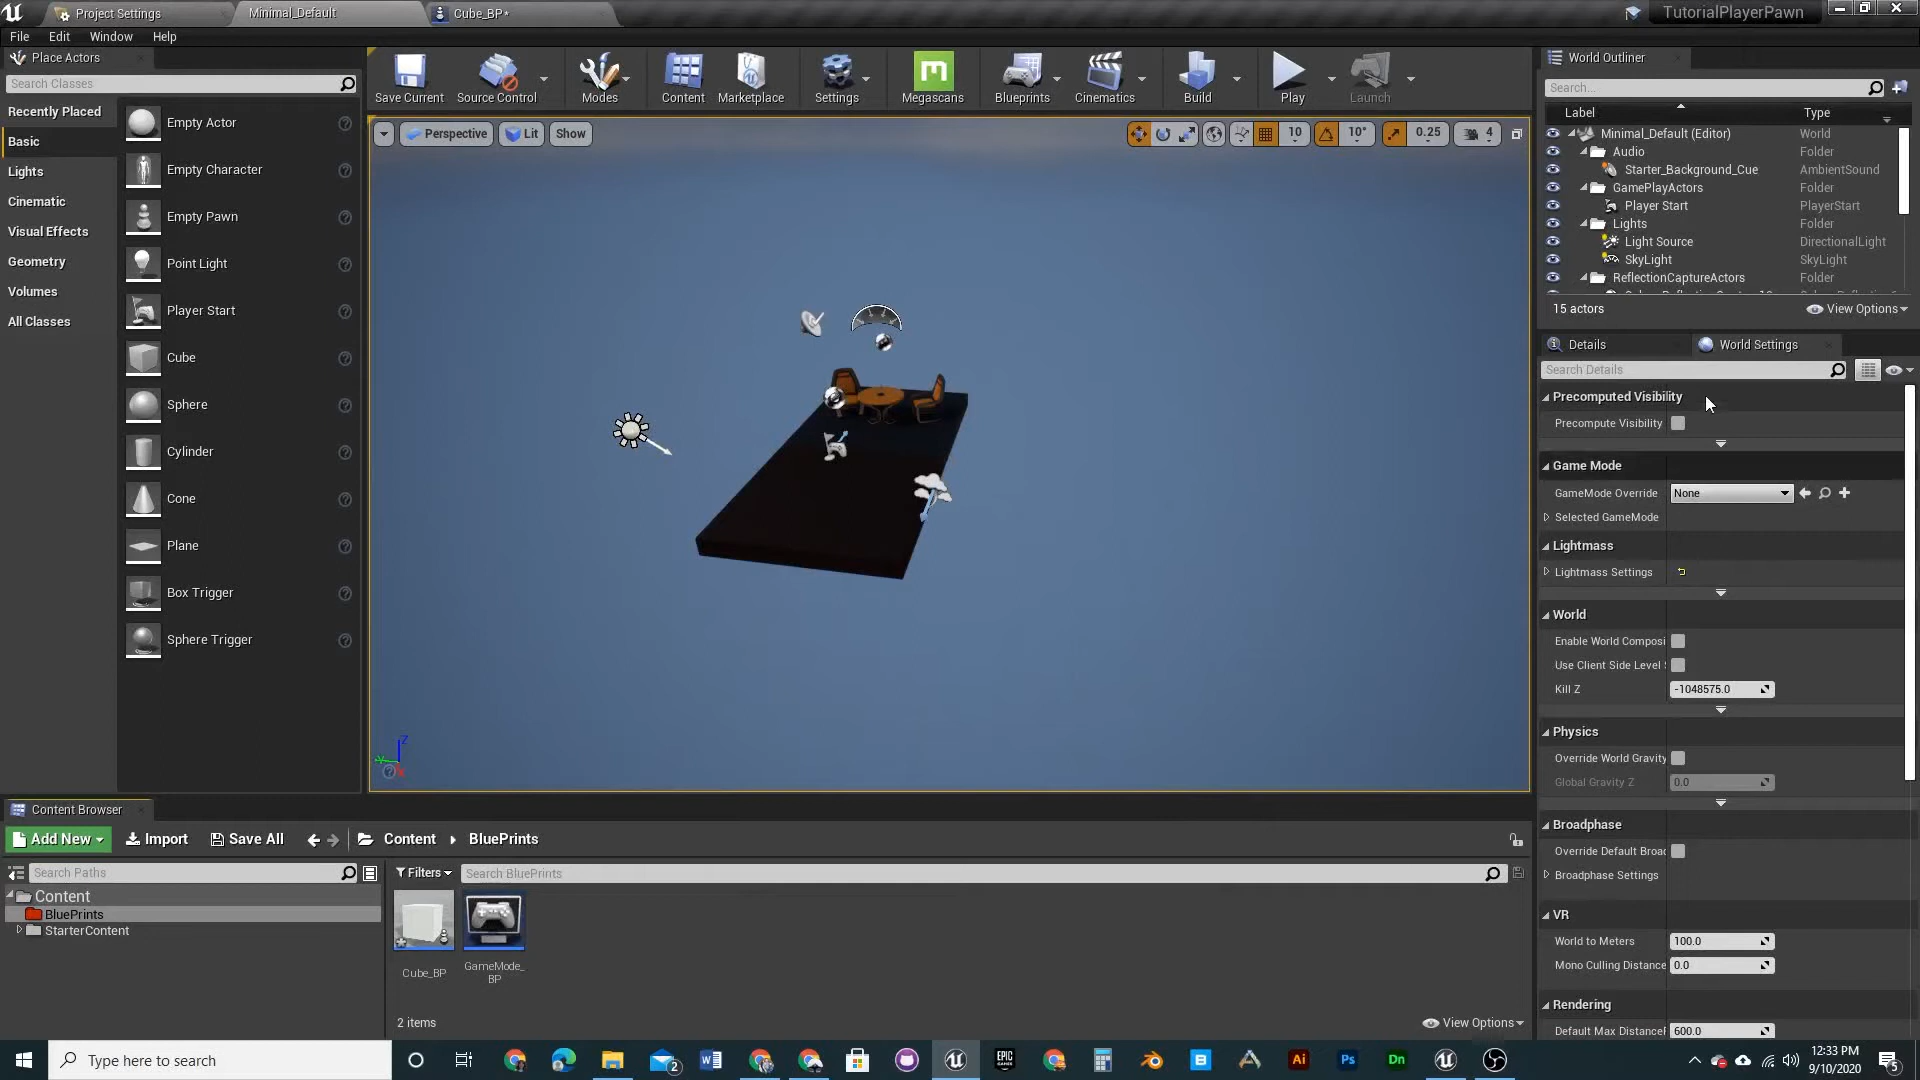 Project Settings
Minimal_Default
Cube_BP*
TutorialPlayerPawn
File Edit Window Help
Place Actors
Search Classes
Recently Placed
Basic
Lights
Cinematic
Visual Effects
Geometry
Volumes
All Classes
Empty Actor
Empty Character
Empty Pawn
Point Light
Player Start
Cube
Sphere
Cylinder
Cone
Plane
Box Trigger
Sphere Trigger
Save Current
Source Control
Modes
Content
Marketplace
Settings
Megascans
Blueprints
Cinematics
Build
Play
Launch
Perspective
Lit
Show
10
10°
0.25
4
World Outliner
Search...
Label Type
Minimal_Default (Editor) World
Audio Folder
Starter_Background_Cue AmbientSound
GamePlayActors Folder
Player Start PlayerStart
Lights Folder
Light Source DirectionalLight
SkyLight SkyLight
ReflectionCaptureActors Folder
15 actors
View Options
Details
World Settings
Search Details
Precomputed Visibility
Precompute Visibility
Game Mode
GameMode Override None
Selected GameMode
Lightmass
Lightmass Settings
World
Enable World Composi
Use Client Side Level
Kill Z -1048575.0
Physics
Override World Gravity
Global Gravity Z 0.0
Broadphase
Override Default Broad
Broadphase Settings
VR
World to Meters 100.0
Mono Culling Distance 0.0
Rendering
Default Max DistanceF 600.0
Z
Content Browser
Add New
Import
Save All
Content
BluePrints
Search Paths
Filters
Search BluePrints
Content
BluePrints
StarterContent
Cube_BP
GameMode_
BP
2 items
View Options
Type here to search
2
EPIC
GAMES
Ai
Ps
Dn
12:33 PM
9/10/2020
5